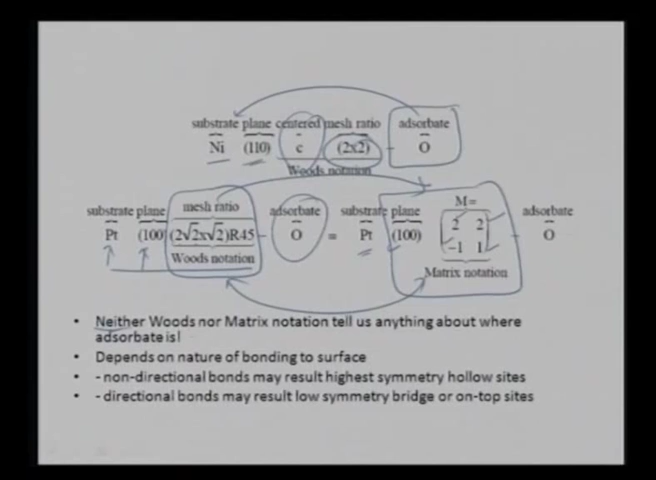 substrate plane centered mesh ratio adsorbate
Ni (110) c (2x2) - O
Woods notation
substrate plane mesh ratio adsorbate substrate plane M= adsorbate
Pt (100) (2√2x√2)R45 - O = Pt (100) 2 2 -1 1 - O
Woods notation Matrix notation
• Neither Woods nor Matrix notation tell us anything about where
adsorbate is!
• Depends on nature of bonding to surface
• - non-directional bonds may result highest symmetry hollow sites
• - directional bonds may result low symmetry bridge or on-top sites